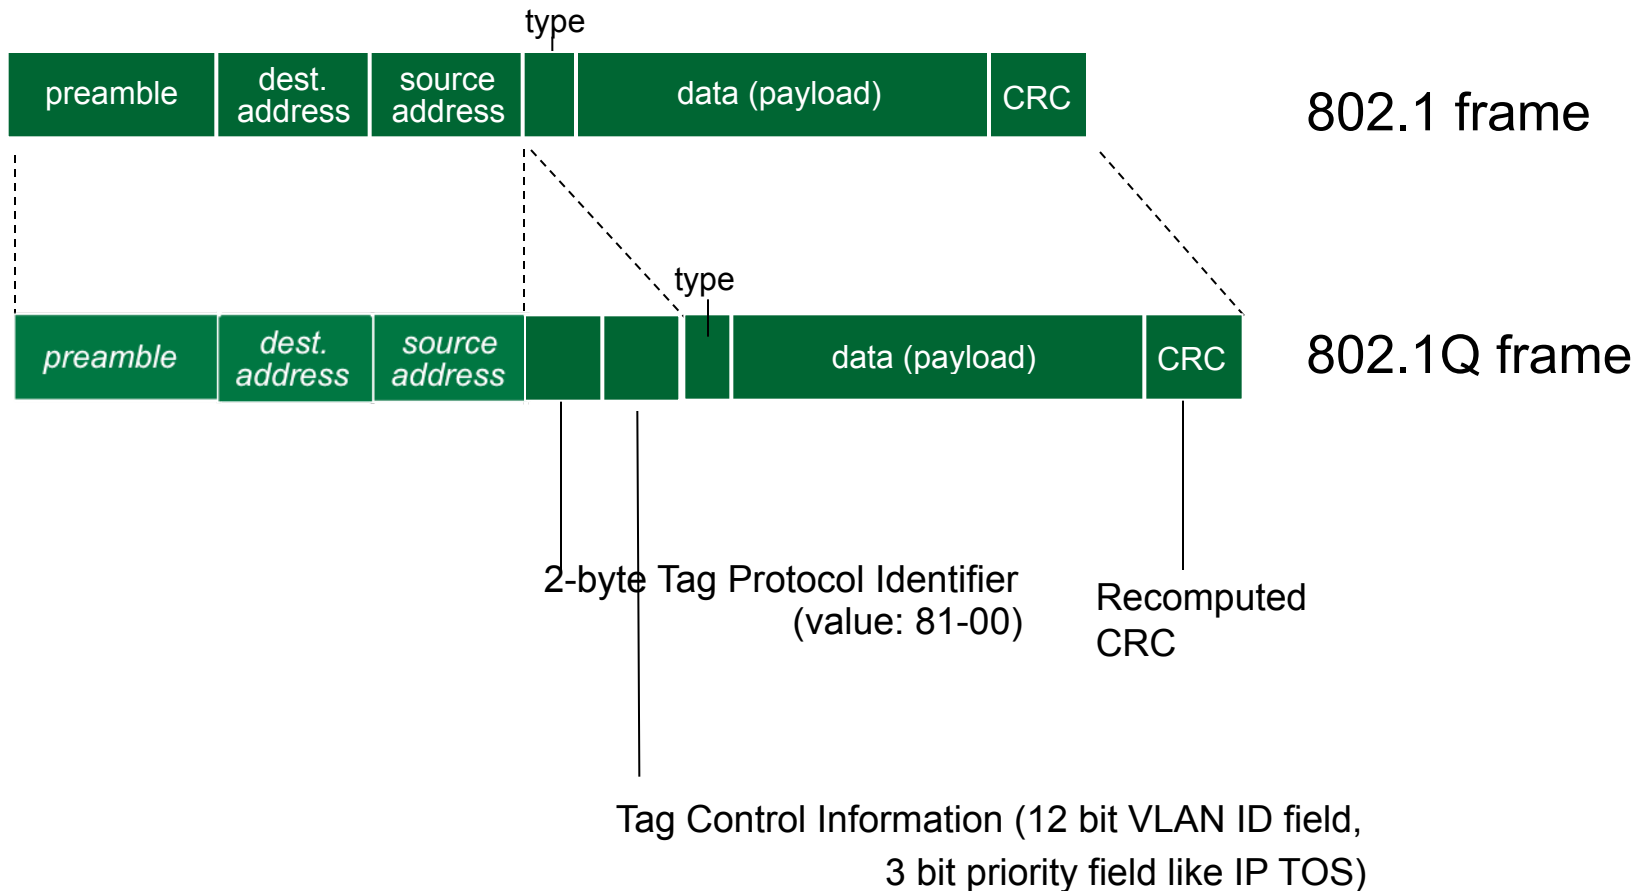 type
preamble
dest.
address
source
address
data (payload)
CRC
802.1 frame
type
preamble
dest.
address
source
address
data (payload)
CRC
802.1Q frame
2-byte Tag Protocol Identifier
(value: 81-00)
Recomputed
CRC
Tag Control Information (12 bit VLAN ID field,
3 bit priority field like IP TOS)